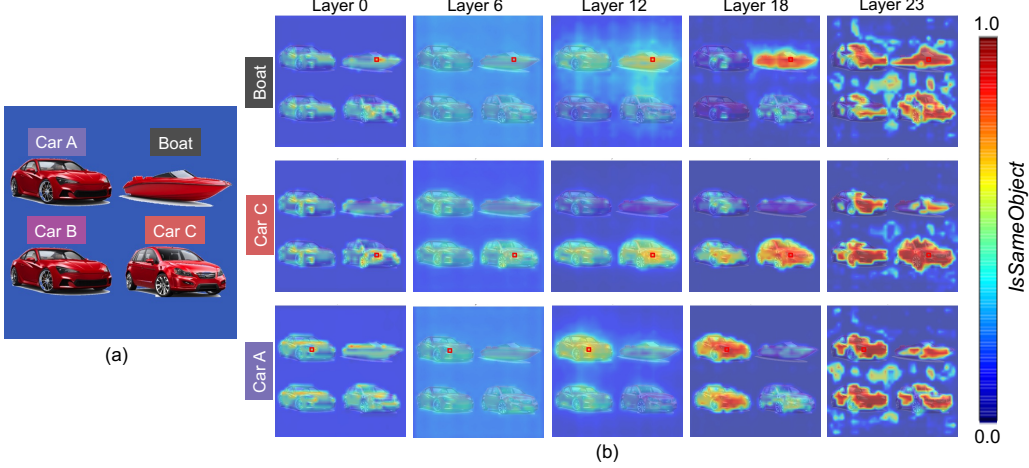 Layer 0 Layer 6 Layer 12 Layer 18 Layer 23
1.0
Boat
Car A Boat
Car B Car C
(a)
Car C
Car A
IsSameObject
0.0
(b)